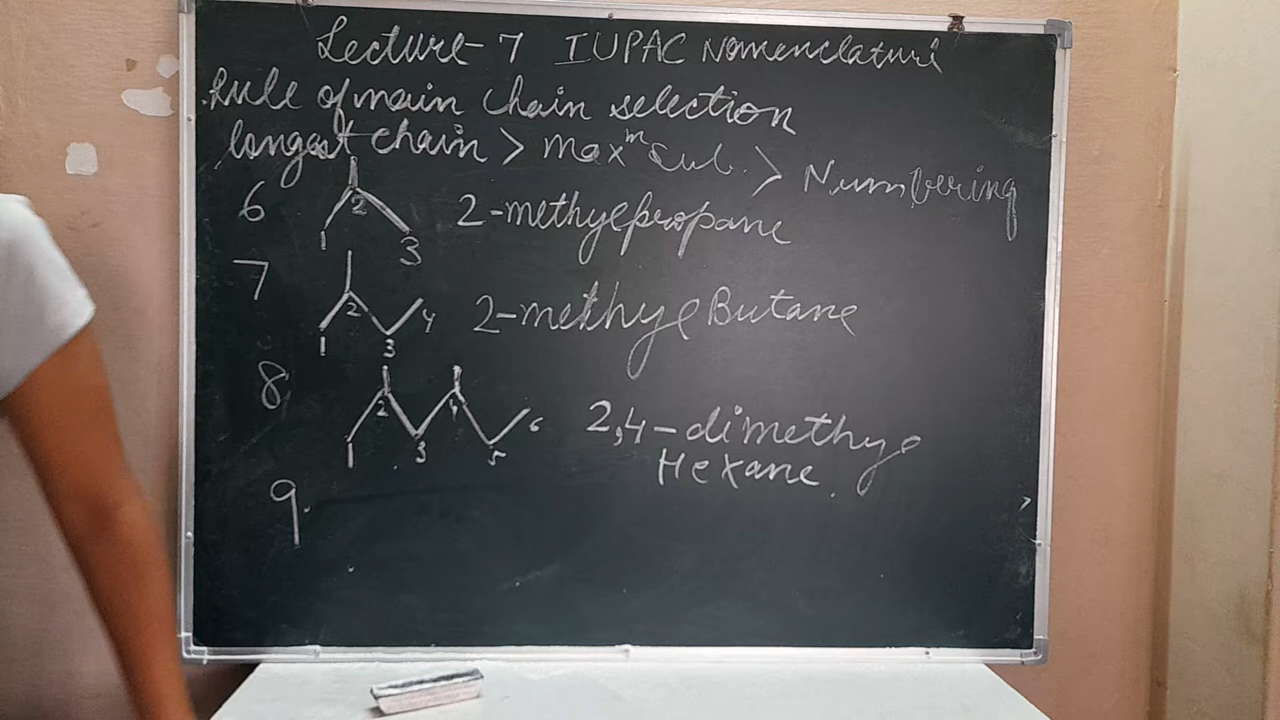 Lecture-7 IUPAC Nomenclature
Rule of main chain selection
longest chain > maxᵐ sub. > Numbering
6 1 2 3 2-methylpropane
7 1 2 3 4 2-methylButane
8 1 2 3 4 5 6 2,4-dimethyl
Hexane
9.